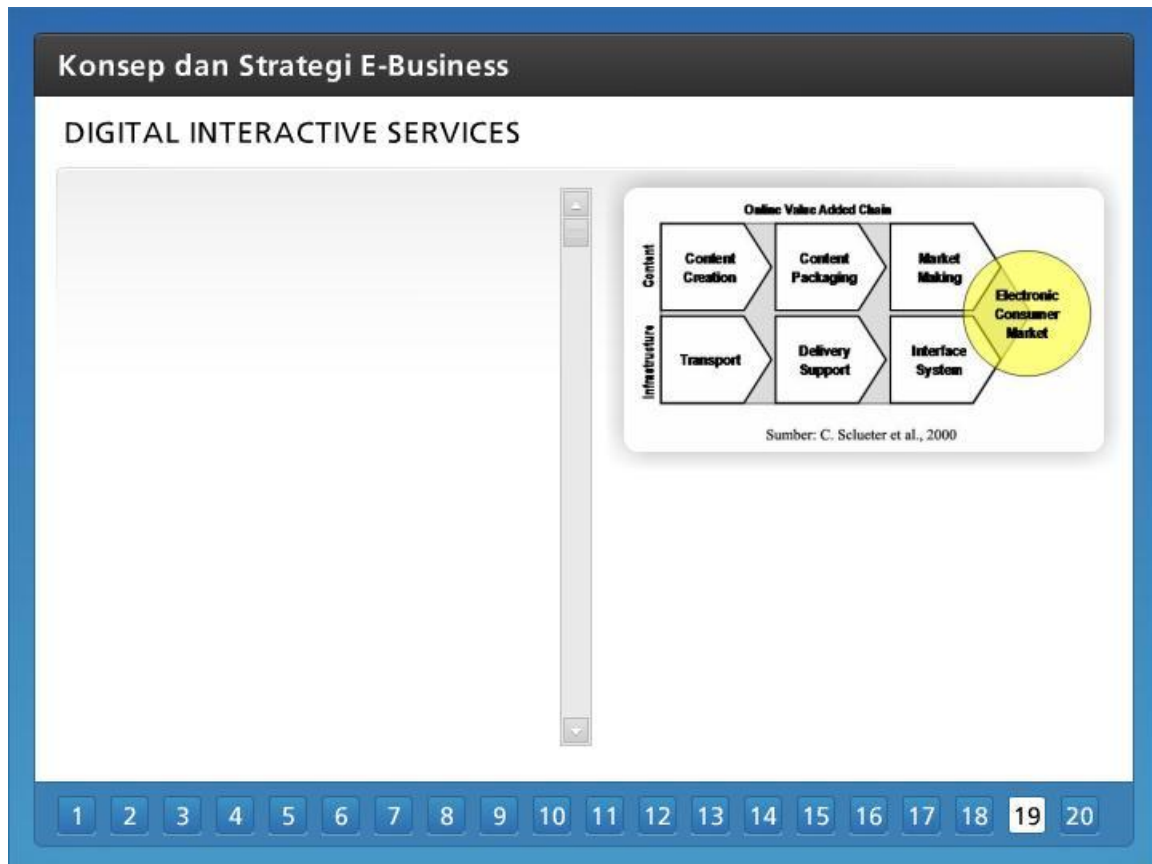 Konsep dan Strategi E-Business
DIGITAL INTERACTIVE SERVICES
Online Value Added Chain
Content
Content
Creation
Content
Packaging
Market
Making
Electronic
Consumer
Market
Infrastructure
Transport
Delivery
Support
Interface
System
Sumber: C. Sclueter et al., 2000
1 2 3 4 5 6 7 8 9 10 11 12 13 14 15 16 17 18 19 20